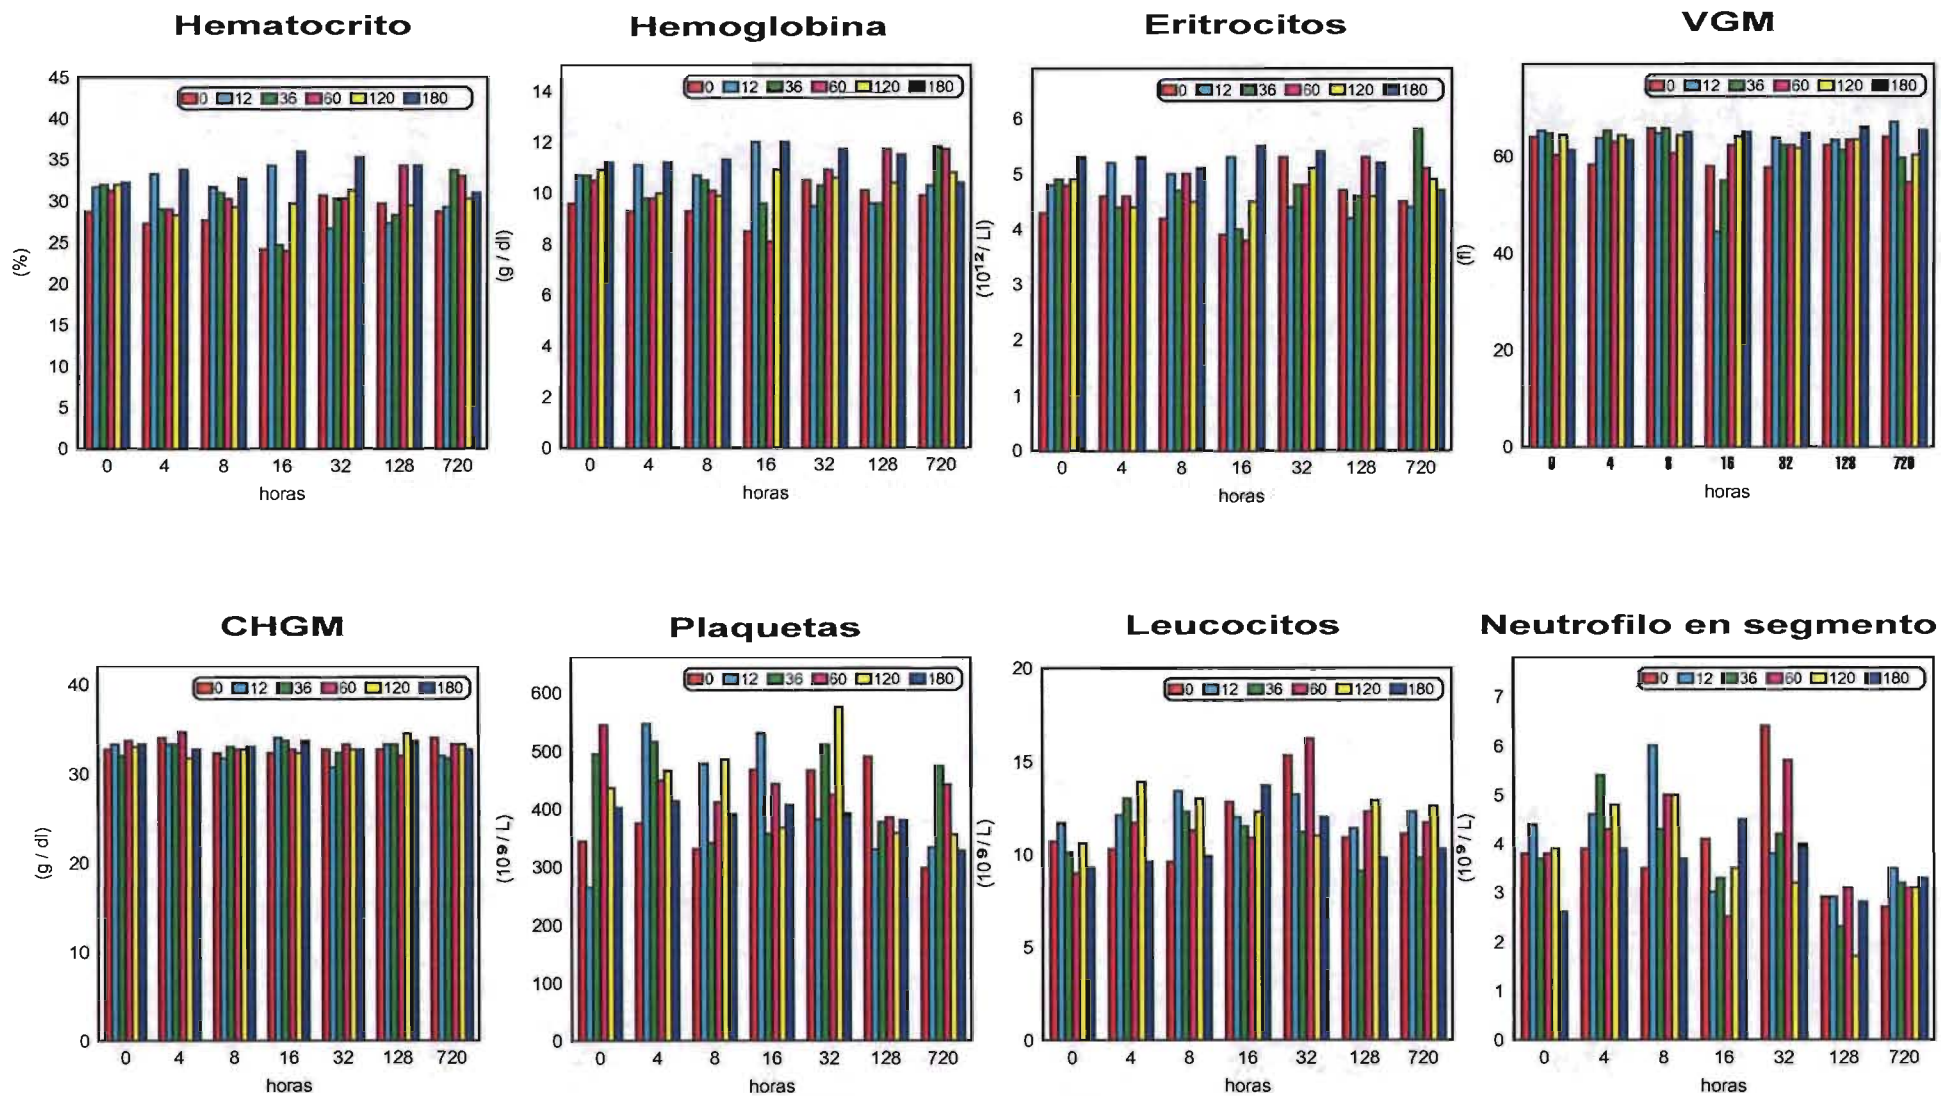 Hematocrito
(%)
45
40
35
30
25
20
15
10
5
0
0 12 36 60 120 180
0 4 8 16 32 128 720
horas
Hemoglobina
(g / dl)
14
12
10
8
6
4
2
0
0 12 36 60 120 180
0 4 8 16 32 128 720
horas
Eritrocitos
(10¹²/ Ll)
6
5
4
3
2
1
0
0 12 36 60 120 180
0 4 8 16 32 128 720
horas
VGM
(fl)
60
40
20
0
0 12 36 60 120 180
0 4 8 16 32 128 720
horas
CHGM
(g / dl)
40
30
20
10
0
0 12 36 60 120 180
0 4 8 16 32 128 720
horas
Plaquetas
(10⁹/ L)
600
500
400
300
200
100
0
0 12 36 60 120 180
0 4 8 16 32 128 720
horas
Leucocitos
(10⁹/ L)
20
15
10
5
0
0 12 36 60 120 180
0 4 8 16 32 128 720
horas
Neutrofilo en segmento
(10⁹/ L)
7
6
5
4
3
2
1
0
0 12 36 60 120 180
0 4 8 16 32 128 720
horas